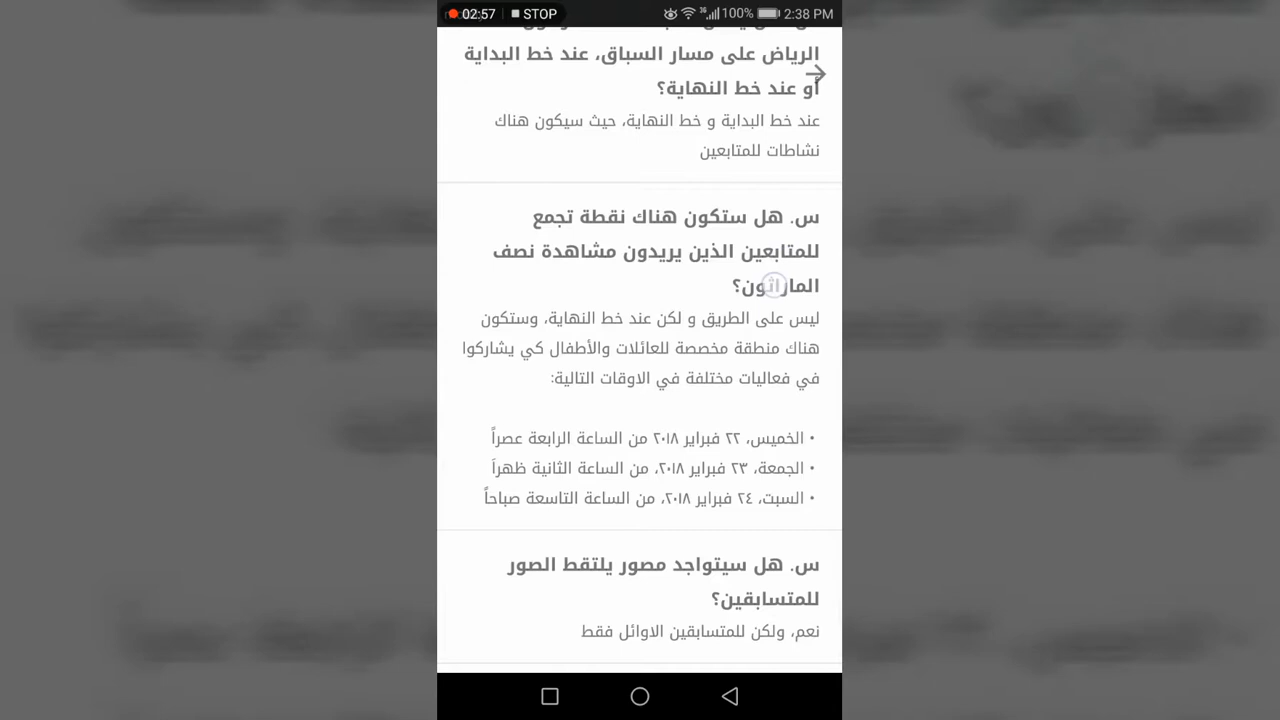 02:57 STOP 100% 2:38 PM
الرياض على مسار السباق، عند خط البداية
أو عند خط النهاية؟
عند خط البداية و خط النهاية، حيث سيكون هناك
نشاطات للمتابعين
س. هل ستكون هناك نقطة تجمع
للمتابعين الذين يريدون مشاهدة نصف
الماراثون؟
ليس على الطريق و لكن عند خط النهاية، وستكون
هناك منطقة مخصصة للعائلات والأطفال كي يشاركوا
في فعاليات مختلفة في الاوقات التالية:
• الخميس، ٢٢ فبراير ٢٠١٨ من الساعة الرابعة عصراً
• الجمعة، ٢٣ فبراير ٢٠١٨، من الساعة الثانية ظهراَ
• السبت، ٢٤ فبراير ٢٠١٨، من الساعة التاسعة صباحاً
س. هل سيتواجد مصور يلتقط الصور
للمتسابقين؟
نعم، ولكن للمتسابقين الاوائل فقط